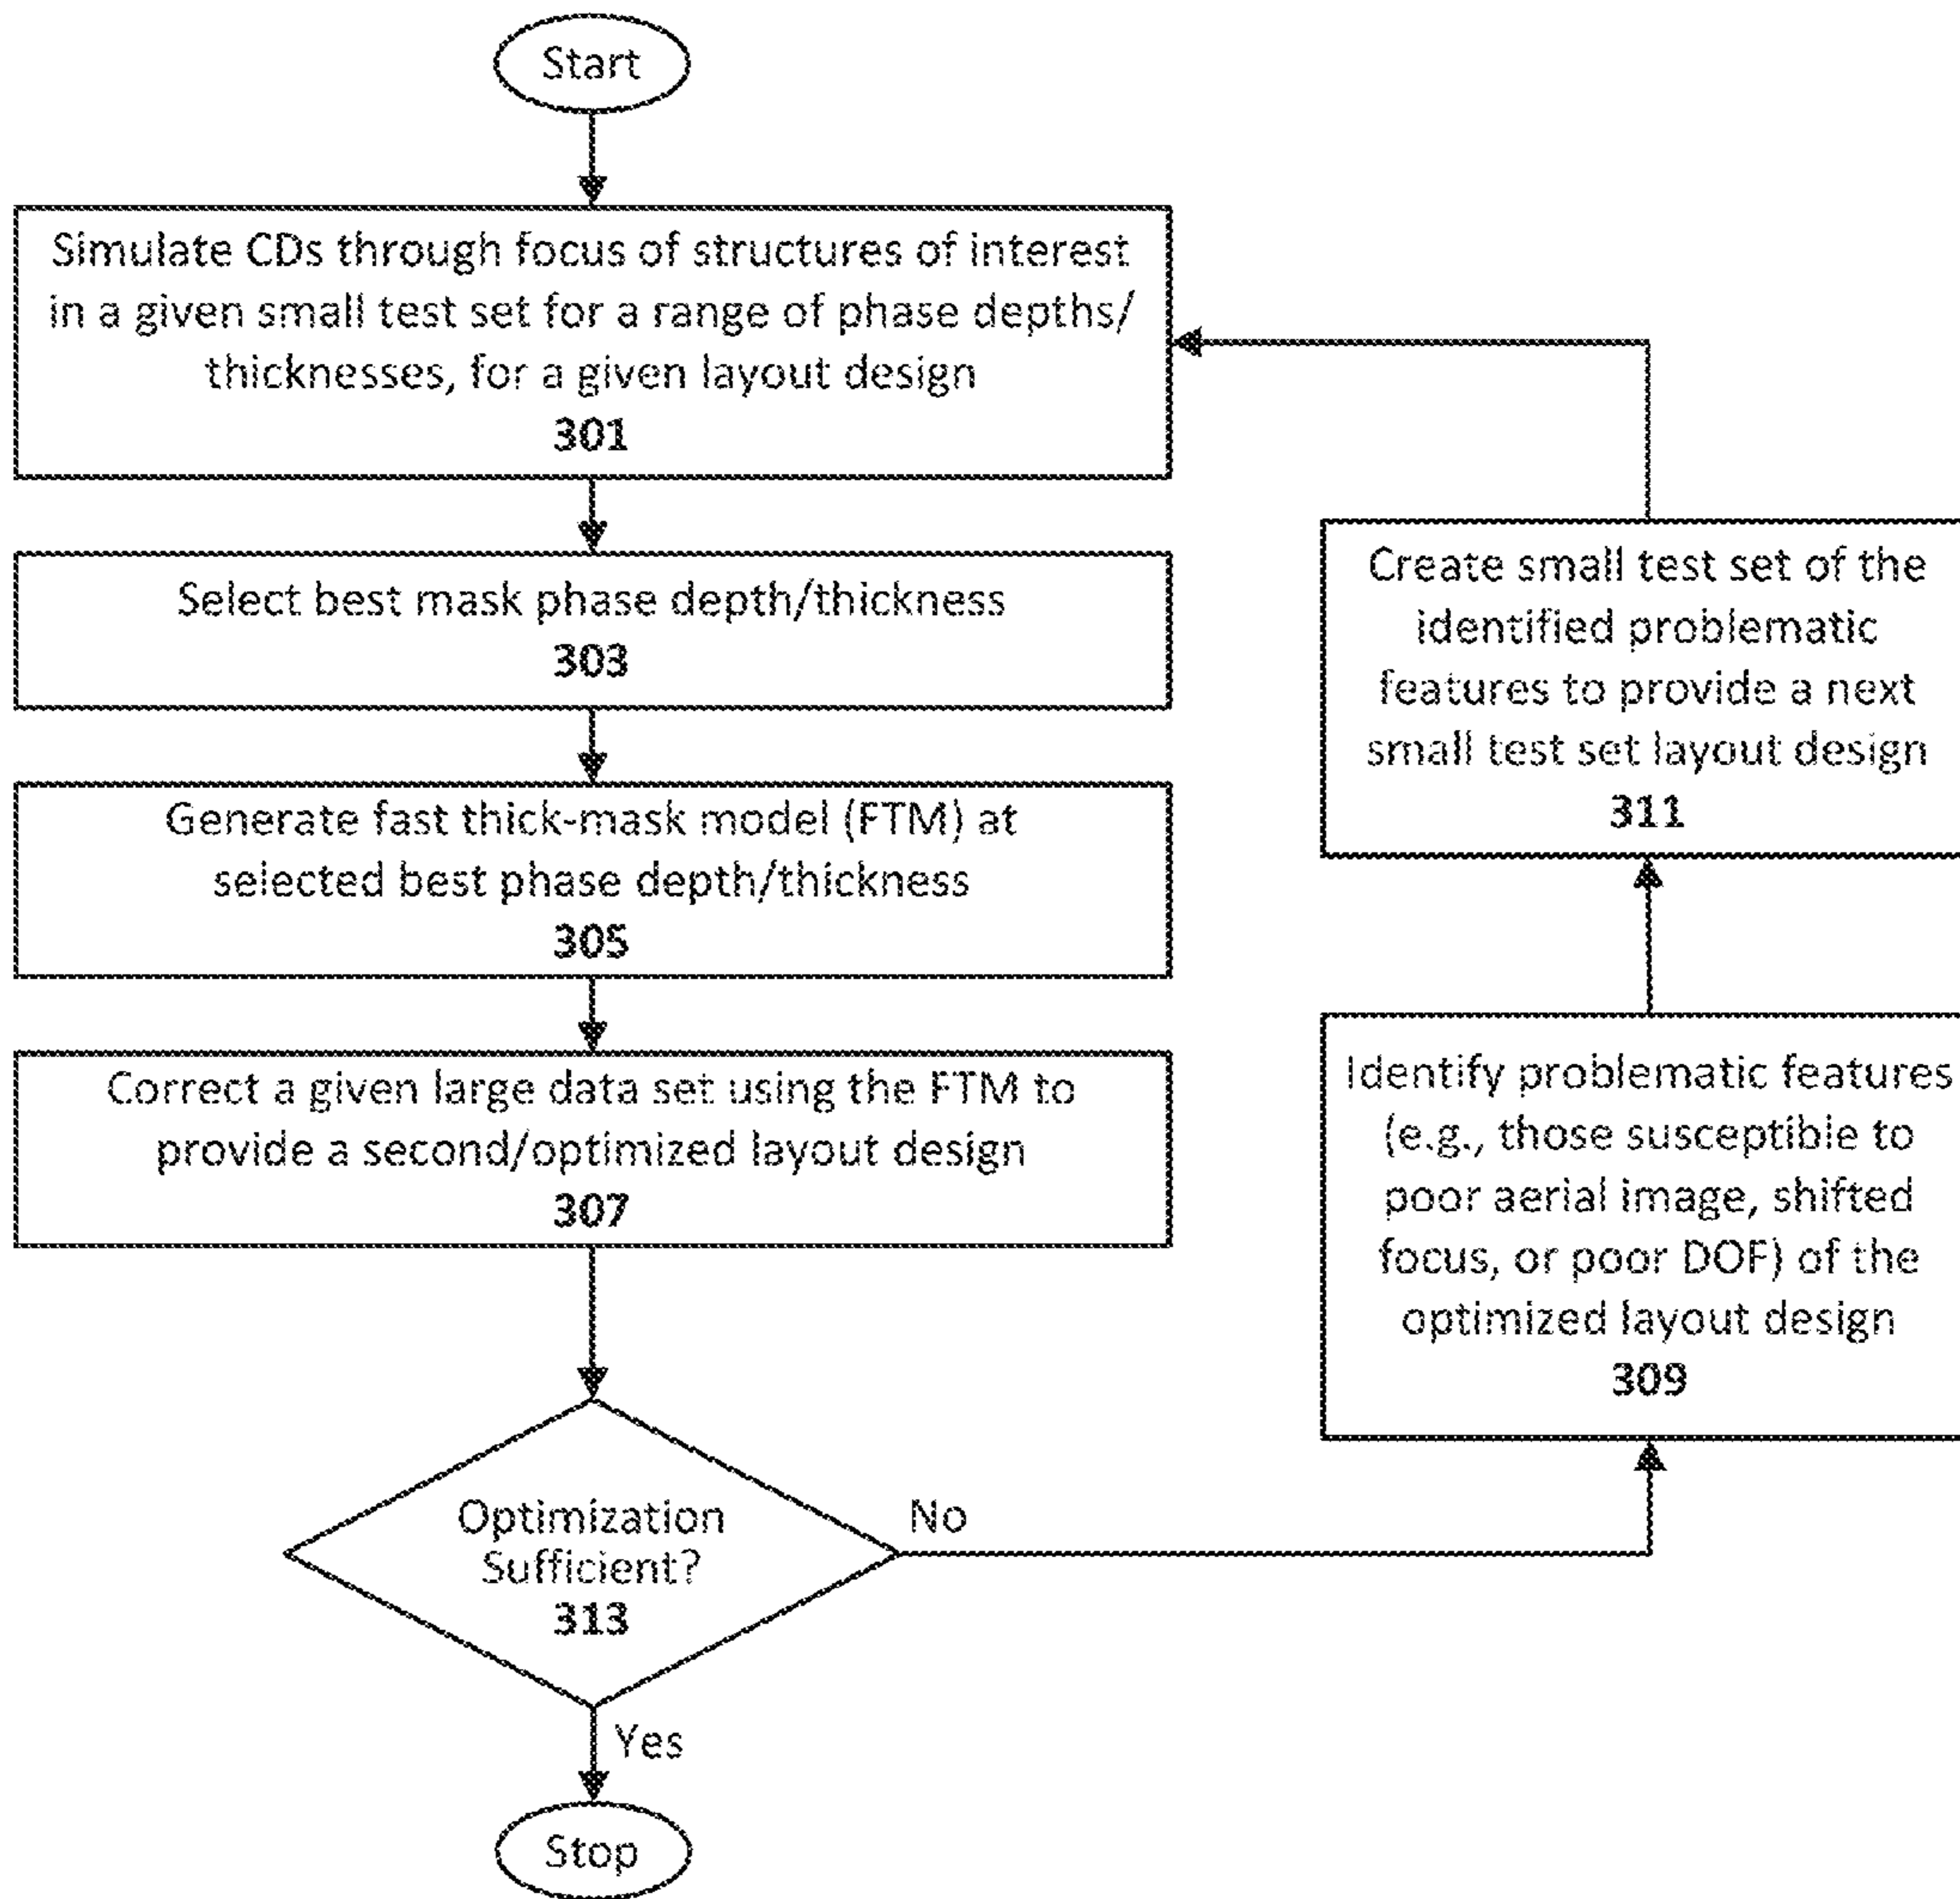 Start
Simulate CDs through focus of structures of interest
in a given small test set for a range of phase depths/
thicknesses, for a given layout design
301
Select best mask phase depth/thickness
303
Generate fast thick-mask model (FTM) at
selected best phase depth/thickness
305
Correct a given large data set using the FTM to
provide a second/optimized layout design
307
Optimization
Sufficient?
313
No
Yes
Stop
Identify problematic features
(e.g., those susceptible to
poor aerial image, shifted
focus, or poor DOF) of the
optimized layout design
309
Create small test set of the
identified problematic
features to provide a next
small test set layout design
311